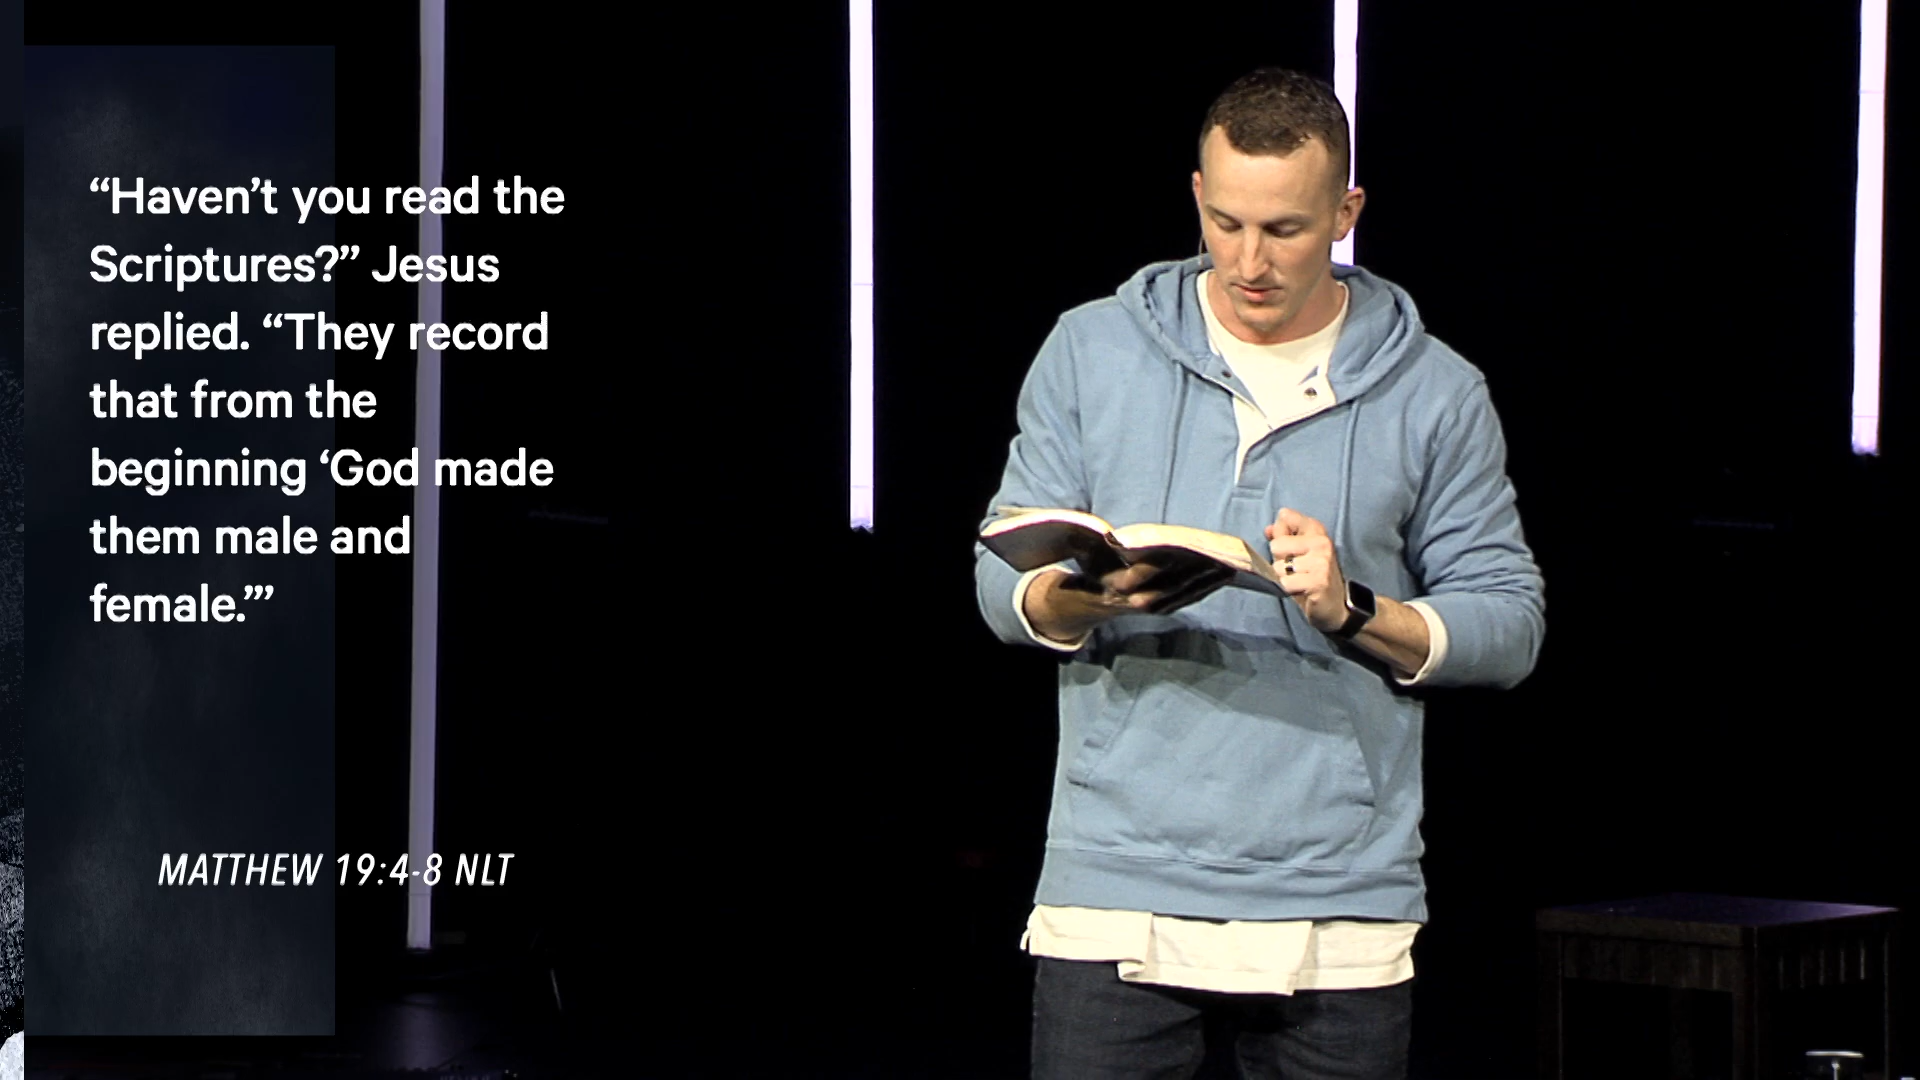 “Haven’t you read the
Scriptures?” Jesus
replied. “They record
that from the
beginning ‘God made
them male and
female.’”
MATTHEW 19:4-8 NLT